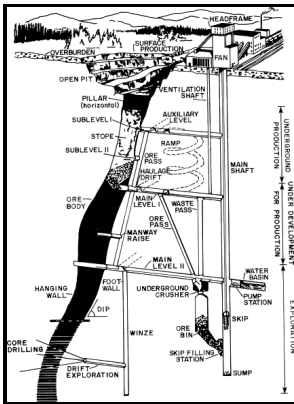 HEADFRAME
SURFACE
PRODUCTION
OVERBURDEN
FAN
OPEN PIT
VENTILATION
SHAFT
PILLAR
(horizontal)
AUXILIARY
LEVEL
SUBLEVEL I
STOPE
RAMP
SUBLEVEL II
ORE
PASS
HAULAGE
DRIFT
MAIN
SHAFT
UNDERGROUND
PRODUCTION
UNDER DEVELOPMENT
FOR PRODUCTION
MAIN
LEVEL I
WASTE
PASS
ORE
BODY
ORE
PASS
MANWAY
RAISE
MAIN
LEVEL II
HANGING
WALL
FOOT
WALL
UNDERGROUND
CRUSHER
WATER
BASIN
PUMP
STATION
DIP
WINZE
ORE
BIN
SKIP
EXPLORATION
CORE
DRILLING
SKIP FILLING
STATION
DRIFT
EXPLORATION
SUMP